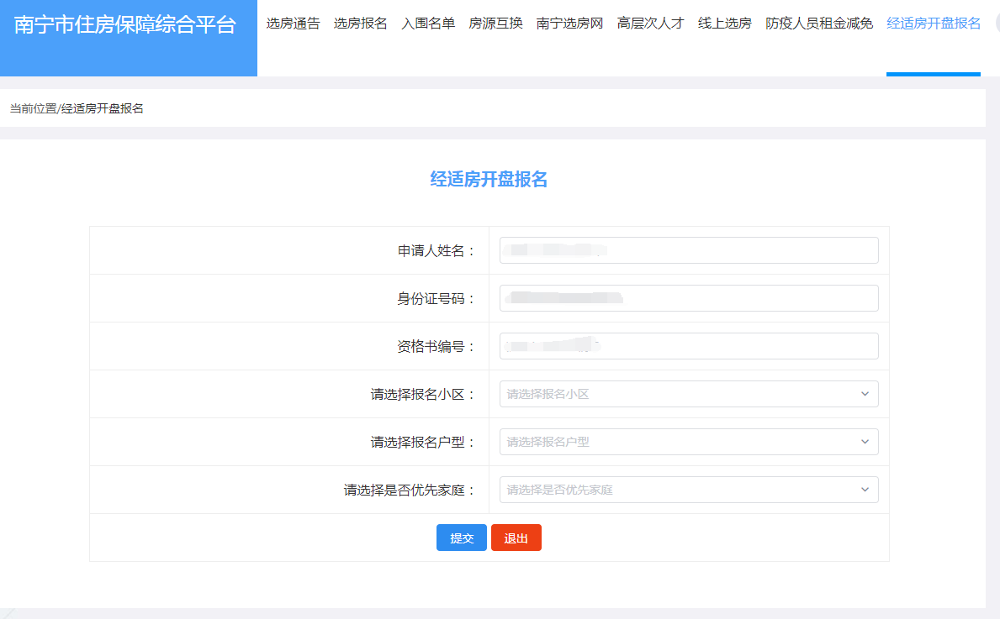 南宁市住房保障综合平台 选房通告 选房报名 入围名单 房源互换 南宁选房网 高层次人才 线上选房 防疫人员租金减免 经适房开盘报名
当前位置/经适房开盘报名
经适房开盘报名
申请人姓名：
身份证号码：
资格书编号：
请选择报名小区： 请选择报名小区
请选择报名户型： 请选择报名户型
请选择是否优先家庭： 请选择是否优先家庭
提交 退出